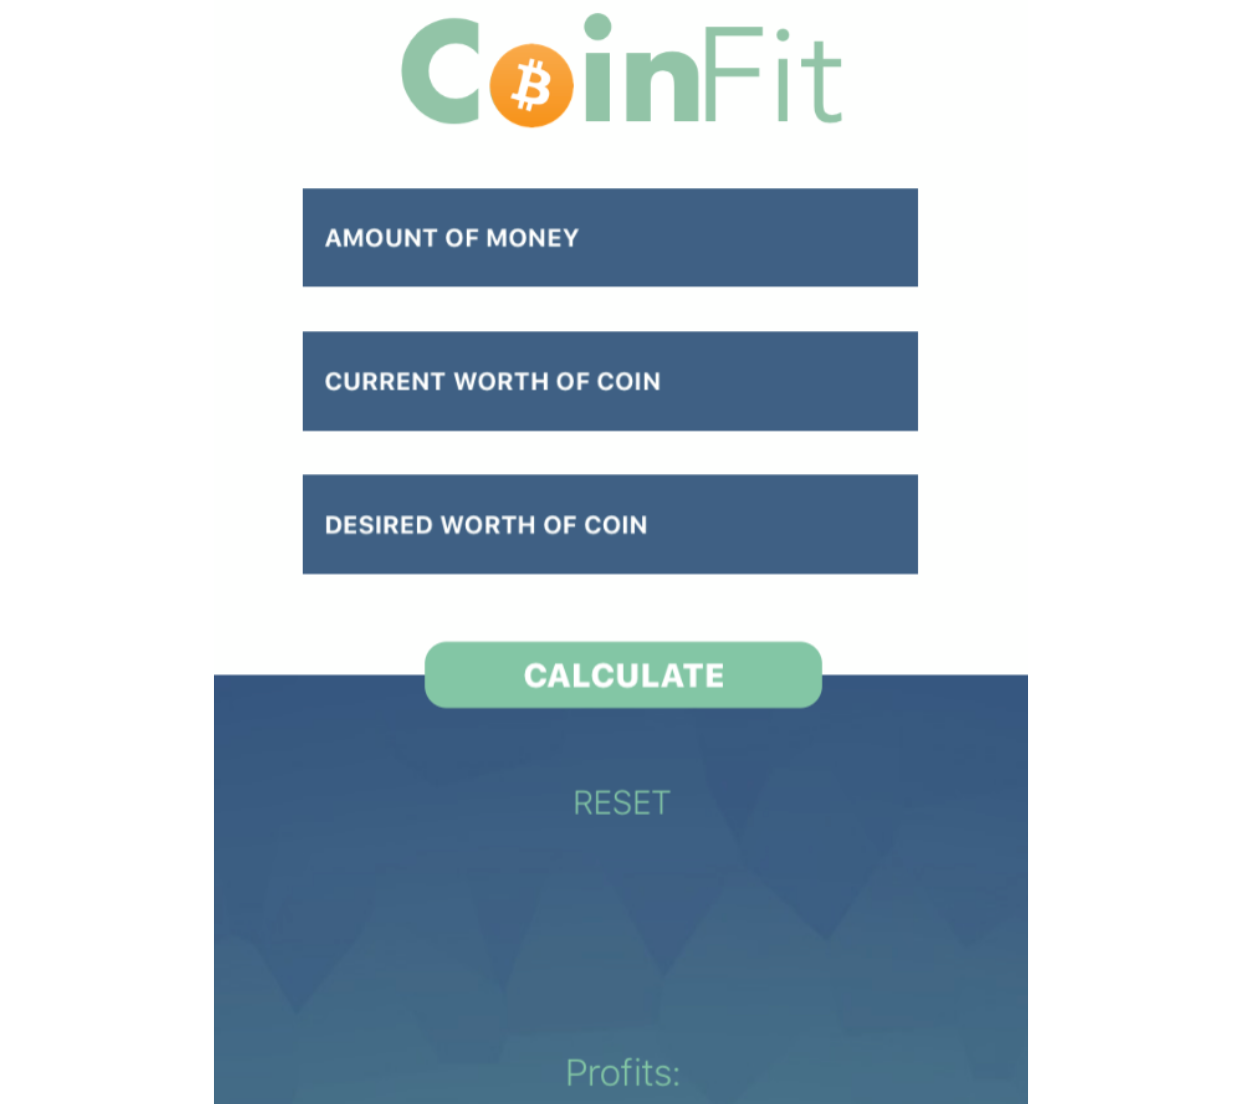 CoinFit
AMOUNT OF MONEY
CURRENT WORTH OF COIN
DESIRED WORTH OF COIN
CALCULATE
RESET
Profits: